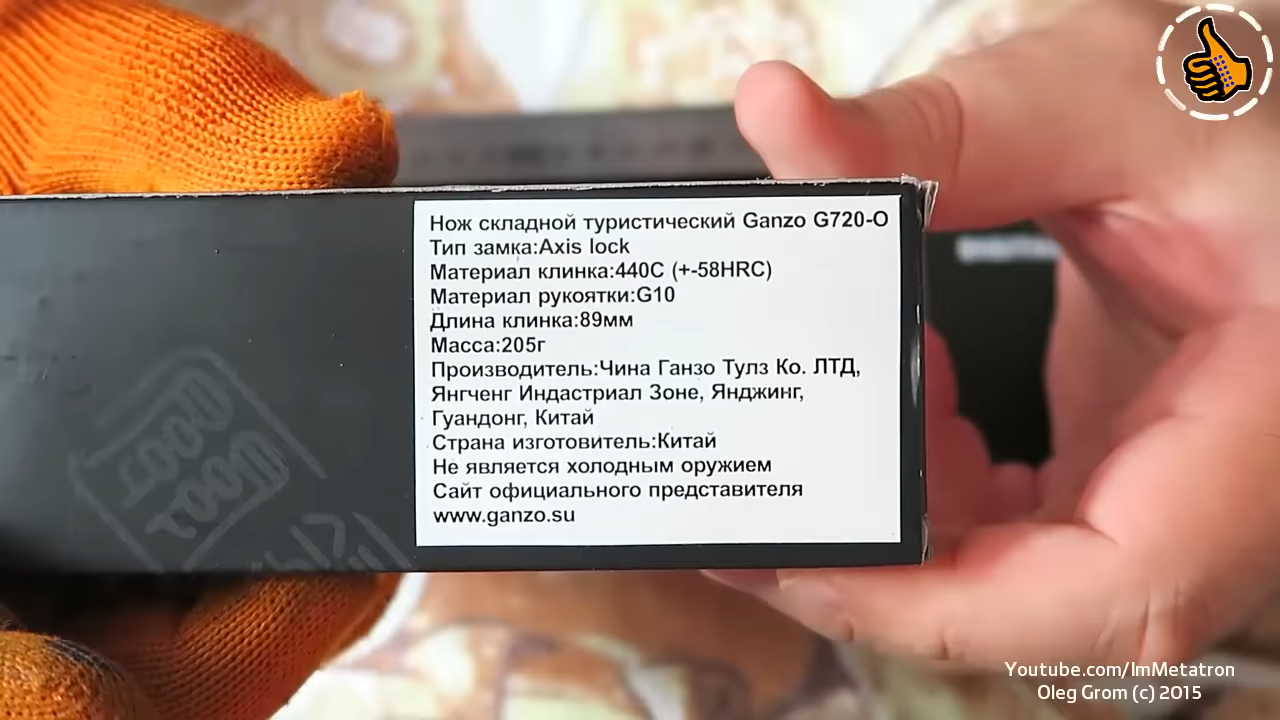 Нож складной туристический Ganzo G720-O
Тип замка:Axis lock
Материал клинка:440C (+-58HRC)
Материал рукоятки:G10
Длина клинка:89мм
Масса:205г
Производитель:Чина Ганзо Тулз Ко. ЛТД,
Янгченг Индастриал Зоне, Янджинг,
Гуандонг, Китай
Страна изготовитель:Китай
Не является холодным оружием
Сайт официального представителя
www.ganzo.su
Youtube.com/ImMetatron
Oleg Grom (c) 2015